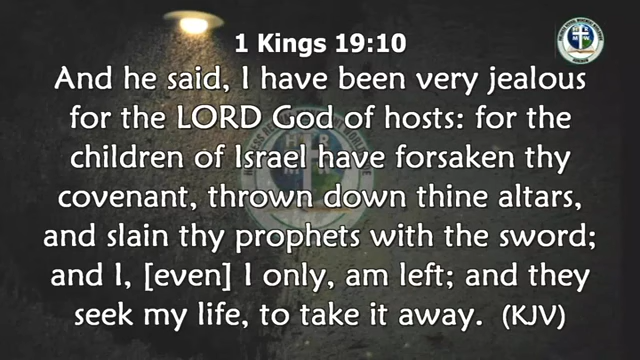 1 Kings 19:10
And he said, I have been very jealous
for the LORD God of hosts: for the
children of Israel have forsaken thy
covenant, thrown down thine altars,
and slain thy prophets with the sword;
and I, [even] I only, am left; and they
seek my life, to take it away. (KJV)